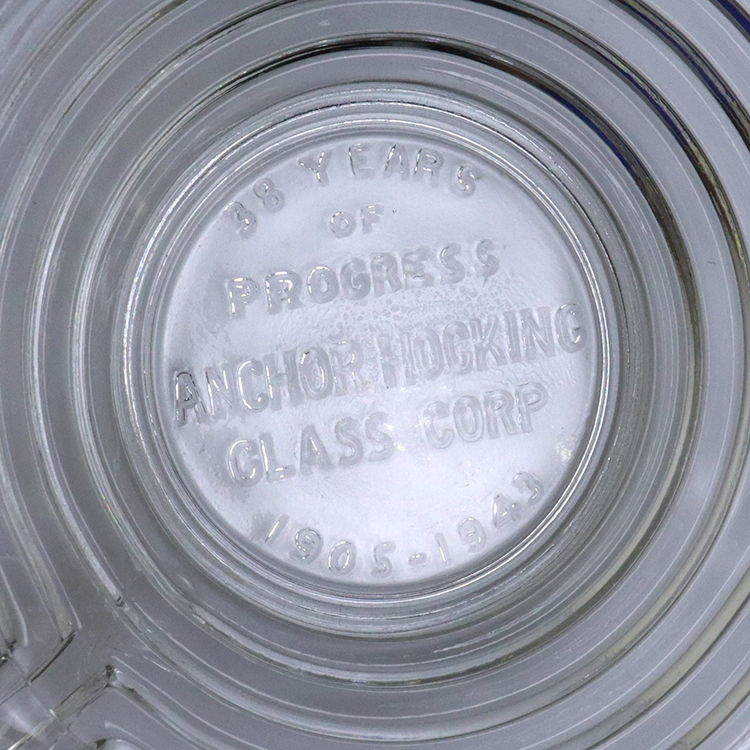 38 YEARS
OF
PROGRESS
ANCHOR HOCKING
GLASS CORP
1905-1943